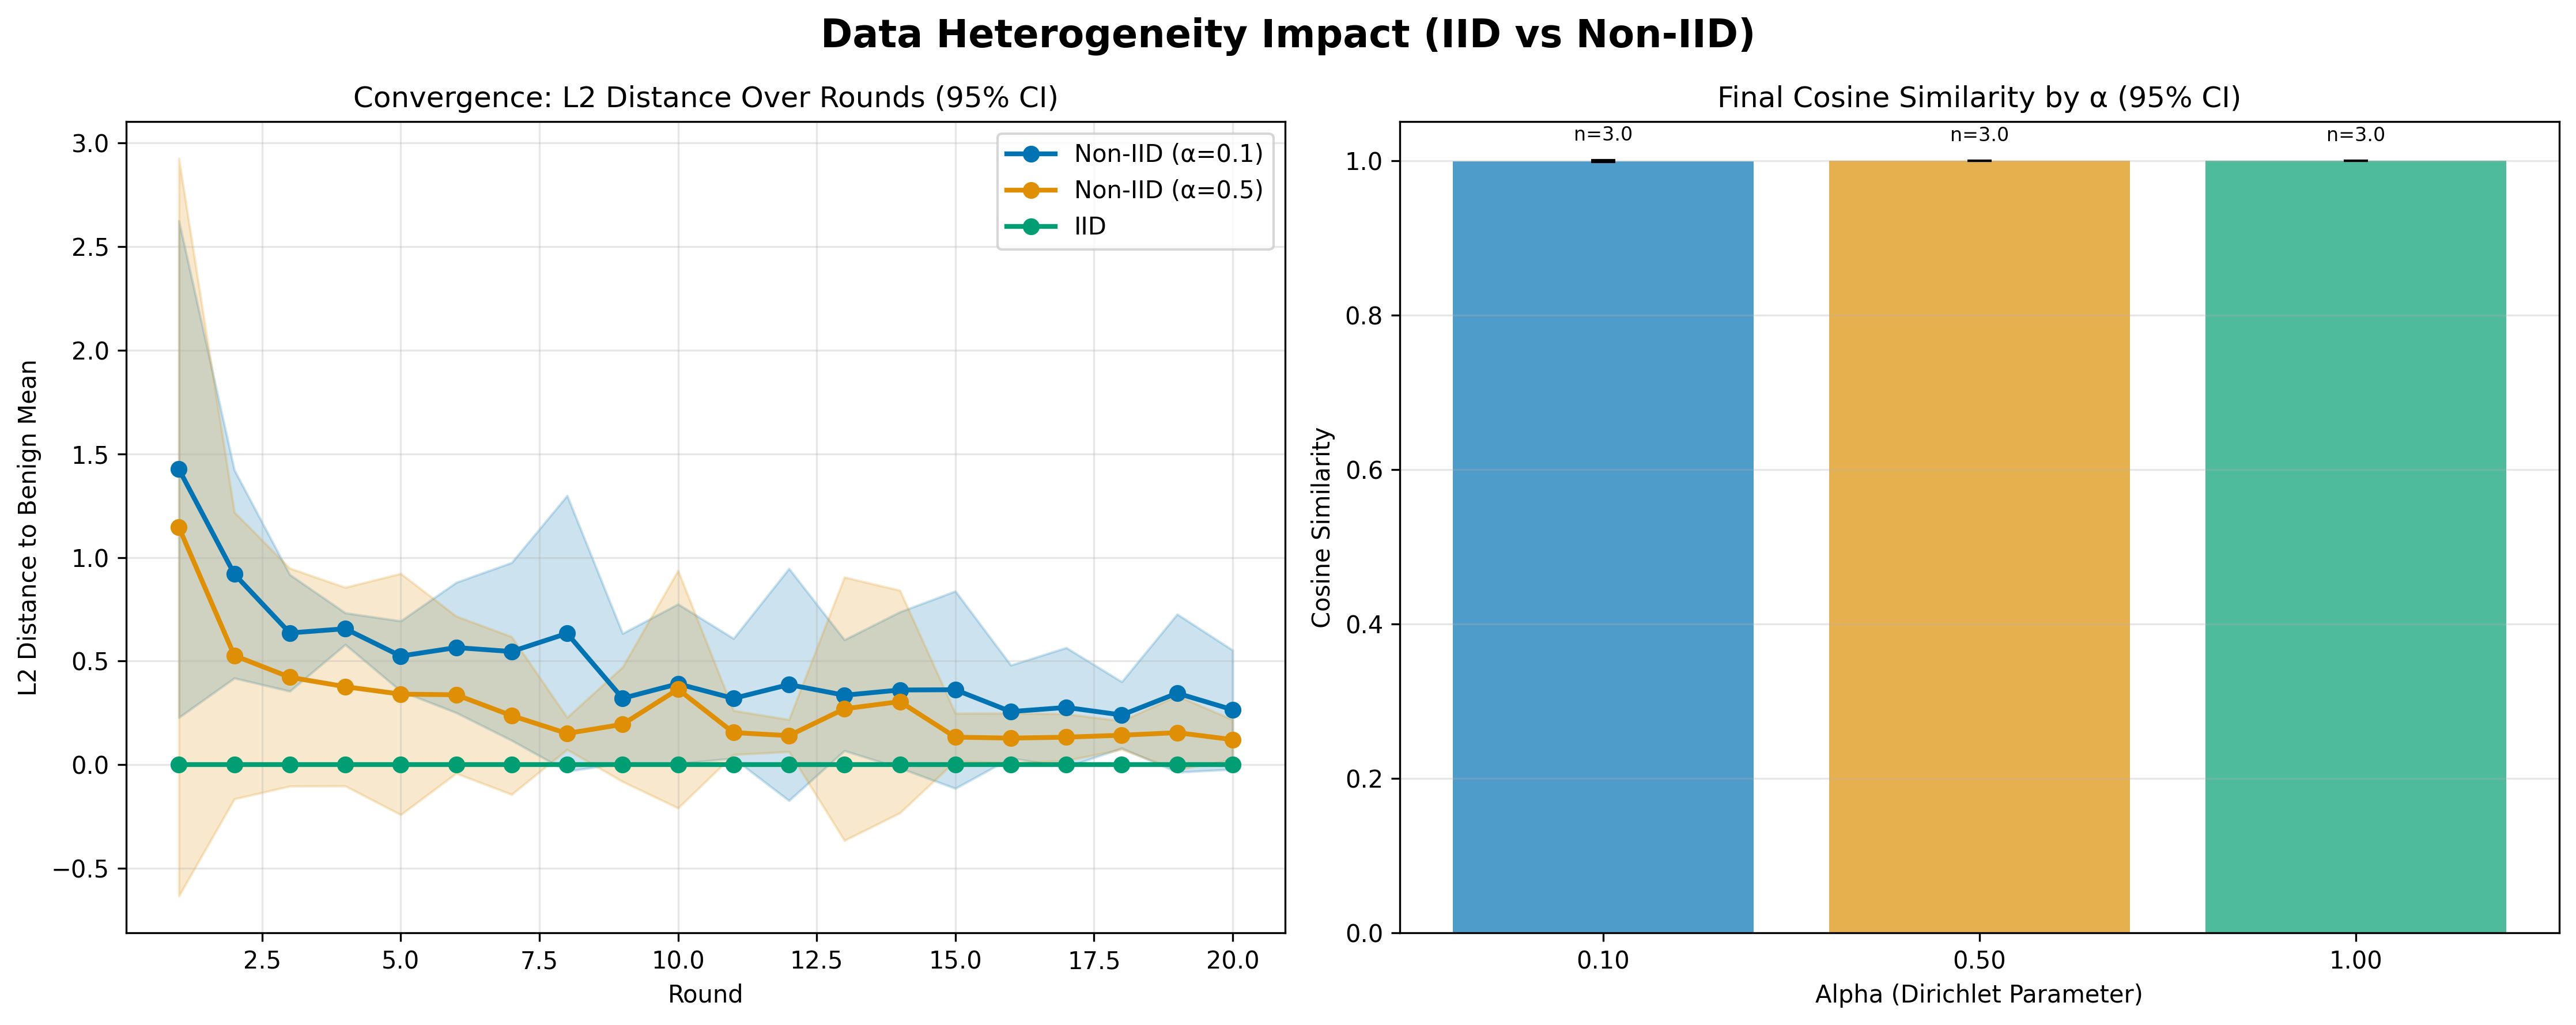 Data Heterogeneity Impact (IID vs Non-IID)
Convergence: L2 Distance Over Rounds (95% CI)
L2 Distance to Benign Mean
3.0
2.5
2.0
1.5
1.0
0.5
0.0
−0.5
Non-IID (α=0.1)
Non-IID (α=0.5)
IID
2.5 5.0 7.5 10.0 12.5 15.0 17.5 20.0
Round
Final Cosine Similarity by α (95% CI)
Cosine Similarity
n=3.0 n=3.0 n=3.0
1.0
0.8
0.6
0.4
0.2
0.0
0.10 0.50 1.00
Alpha (Dirichlet Parameter)